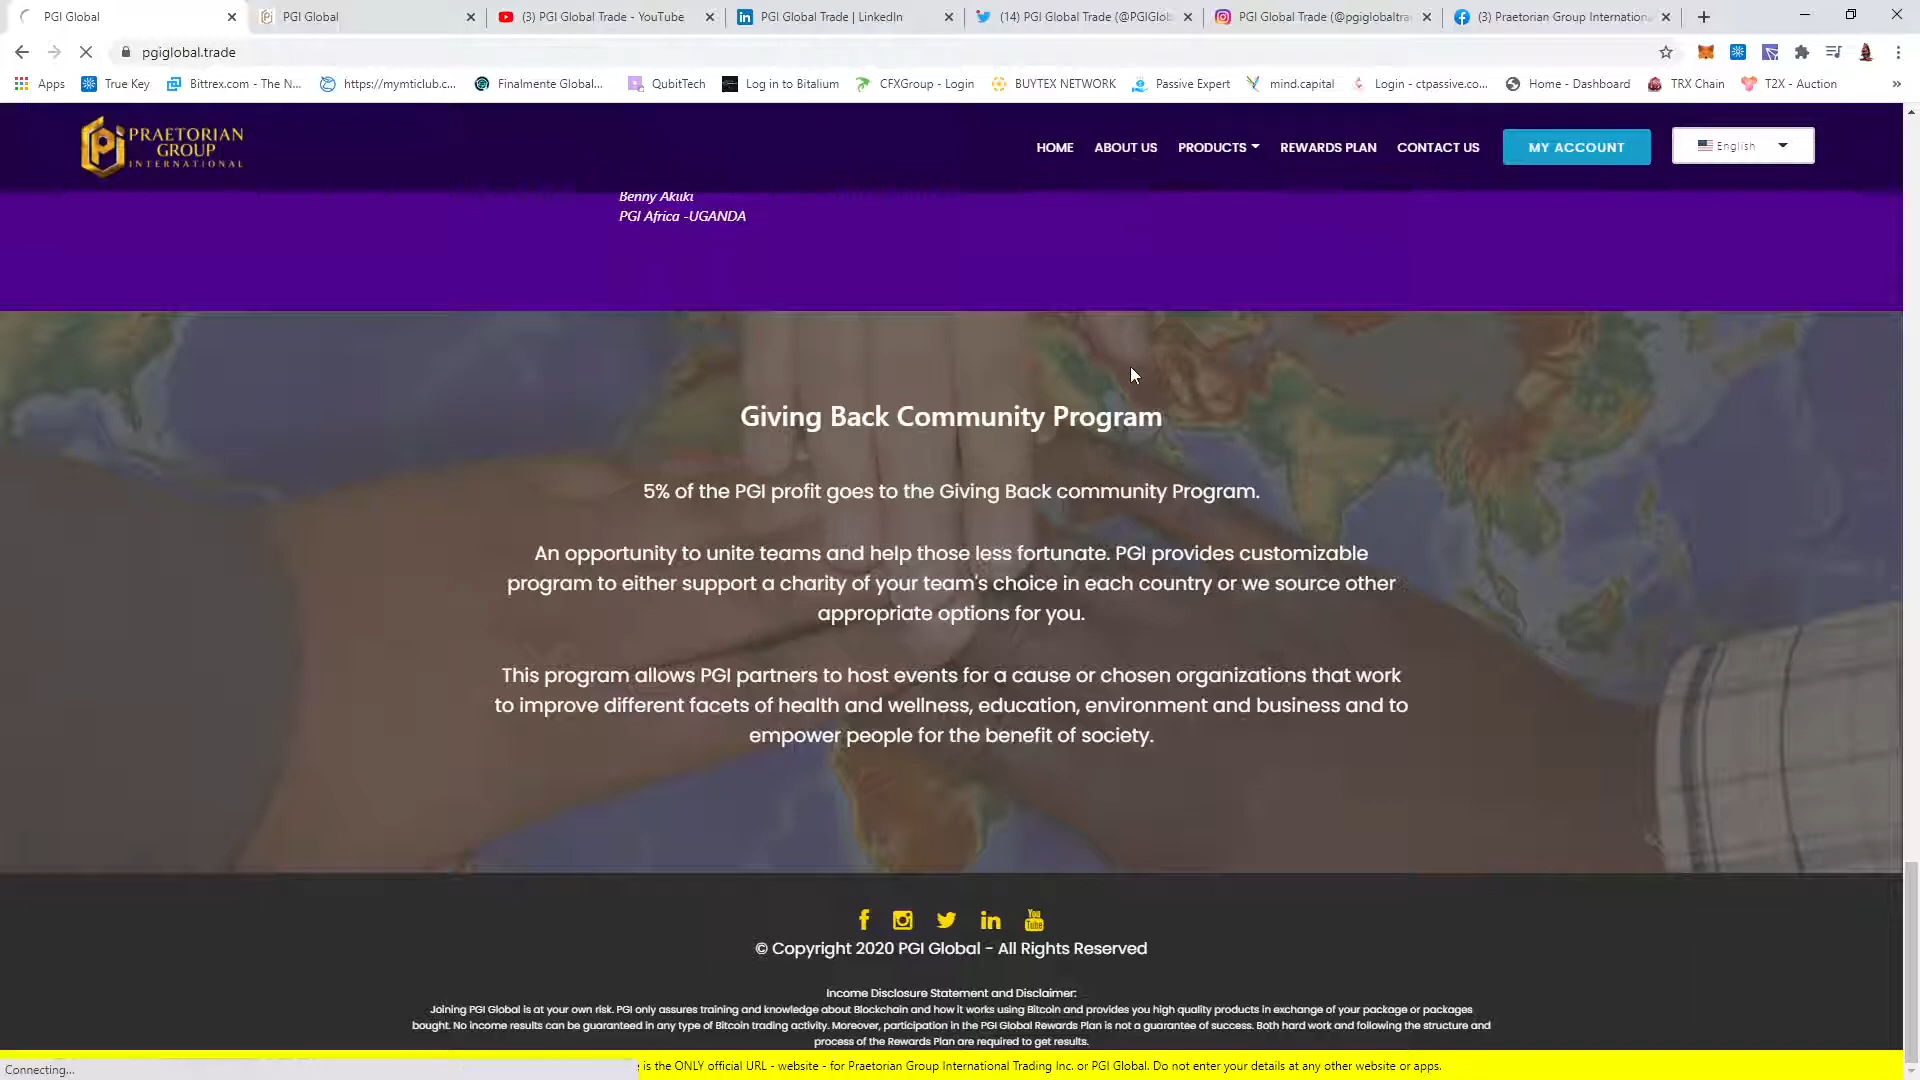 PGI Global
PGI Global
(3) PGI Global Trade - YouTube
PGI Global Trade | LinkedIn
(14) PGI Global Trade (@PGIGlob
PGI Global Trade (@pgiglobaltra
(3) Praetorian Group Internationa
pgiglobal.trade
Apps
True Key
Bittrex.com - The N...
https://mymticlub.c...
Finalmente Global...
QubitTech
Log in to Bitalium
CFXGroup - Login
BUYTEX NETWORK
Passive Expert
mind.capital
Login - ctpassive.co...
Home - Dashboard
TRX Chain
T2X - Auction
»
PRAETORIAN
GROUP
INTERNATIONAL
HOME
ABOUT US
PRODUCTS
REWARDS PLAN
CONTACT US
MY ACCOUNT
English
Benny Akuki
PGI Africa -UGANDA
Giving Back Community Program
5% of the PGI profit goes to the Giving Back community Program.
An opportunity to unite teams and help those less fortunate. PGI provides customizable
program to either support a charity of your team's choice in each country or we source other
appropriate options for you.
This program allows PGI partners to host events for a cause or chosen organizations that work
to improve different facets of health and wellness, education, environment and business and to
empower people for the benefit of society.
You
Tube
© Copyright 2020 PGI Global - All Rights Reserved
Income Disclosure Statement and Disclaimer:
Joining PGI Global is at your own risk. PGI only assures training and knowledge about Blockchain and how it works using Bitcoin and provides you high quality products in exchange of your package or packages
bought. No income results can be guaranteed in any type of Bitcoin trading activity. Moreover, participation in the PGI Global Rewards Plan is not a guarantee of success. Both hard work and following the structure and
process of the Rewards Plan are required to get results.
is the ONLY official URL - website - for Praetorian Group International Trading Inc. or PGI Global. Do not enter your details at any other website or apps.
Connecting...